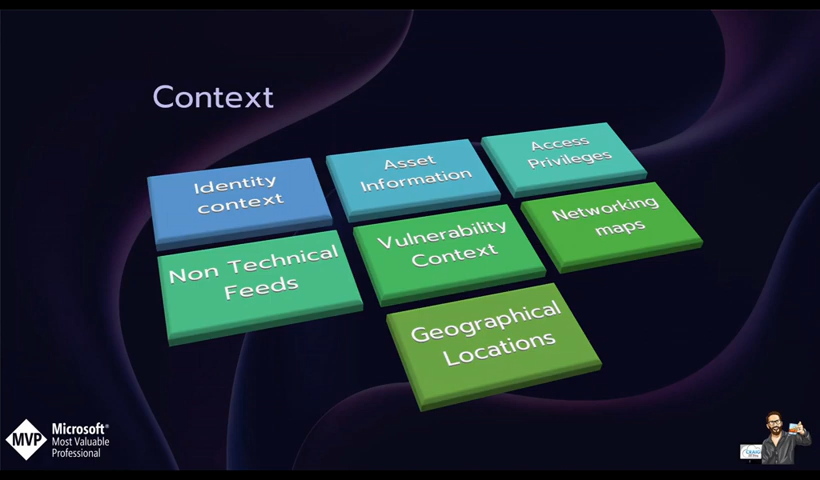 Context
Identity
context
Asset
Information
Access
Privileges
Non Technical
Feeds
Vulnerability
Context
Networking
maps
Geographical
Locations
MVP
Microsoft®
Most Valuable
Professional